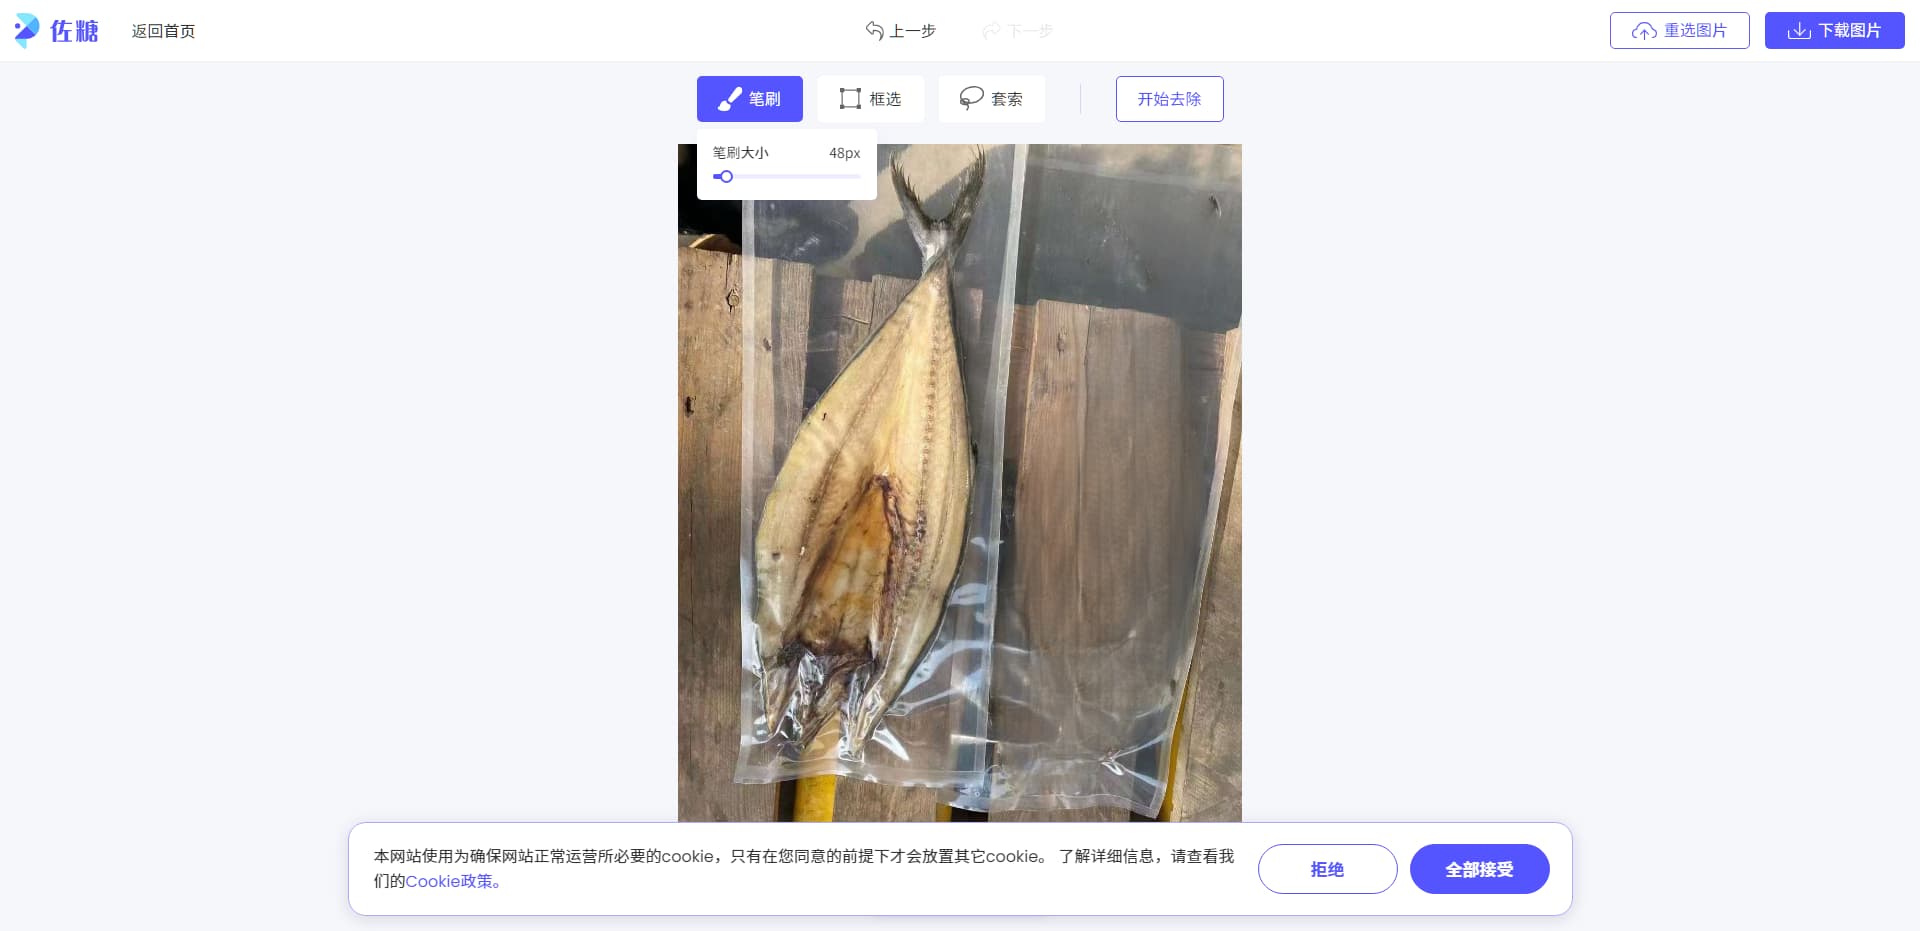 佐糖
返回首页
上一步
下一步
重选图片
下载图片
笔刷
框选
套索
开始去除
笔刷大小
48px
本网站使用为确保网站正常运营所必要的cookie，只有在您同意的前提下才会放置其它cookie。 了解详细信息，请查看我
们的Cookie政策。
拒绝
全部接受